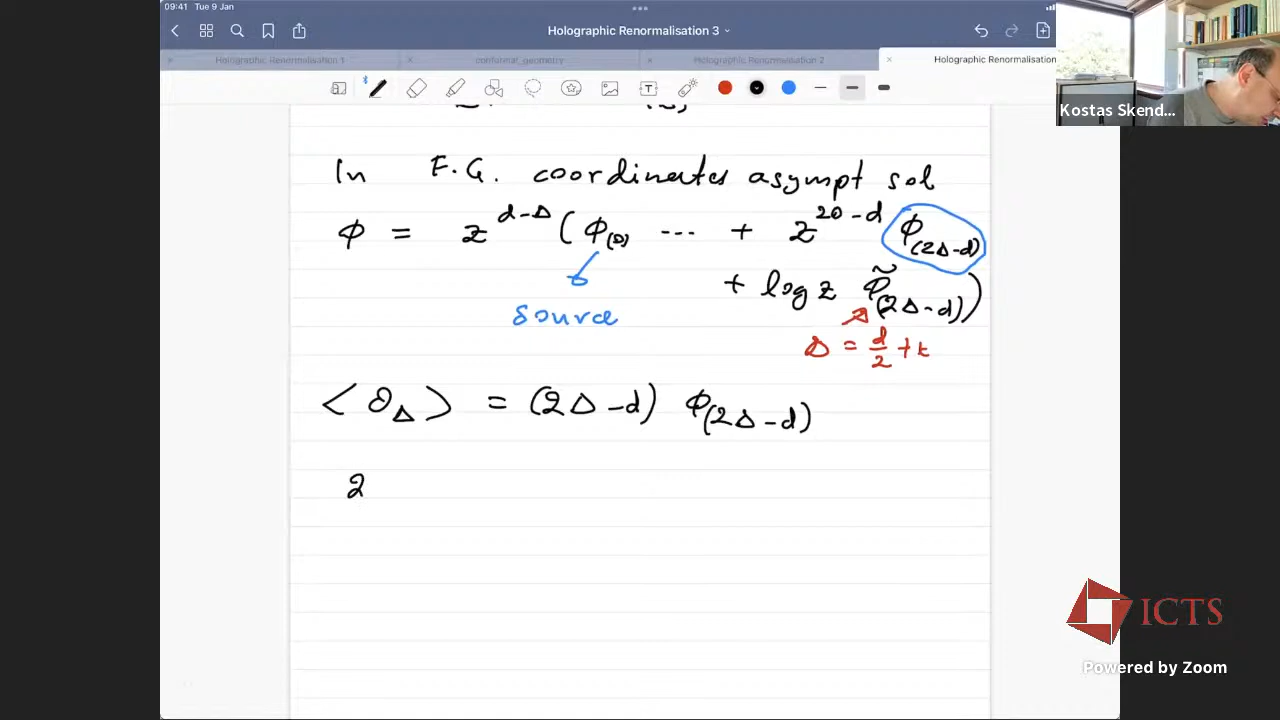 09:41 Tue 9 Jan
Holographic Renormalisation 3
Holographic Renormalisation 1
conformal_geometry
Holographic Renormalisation 2
Holographic Renormalisation
Kostas Skend...
In F.G. coordinates asympt sol
Φ = z^{d-Δ} ( Φ_{(0)} ... + z^{2Δ-d} Φ_{(2Δ-d)}
+ log z Φ̃_{(2Δ-d)} )
source
Δ = d/2 + k
< O_Δ > = (2Δ-d) Φ_{(2Δ-d)}
2
ICTS
Powered by Zoom